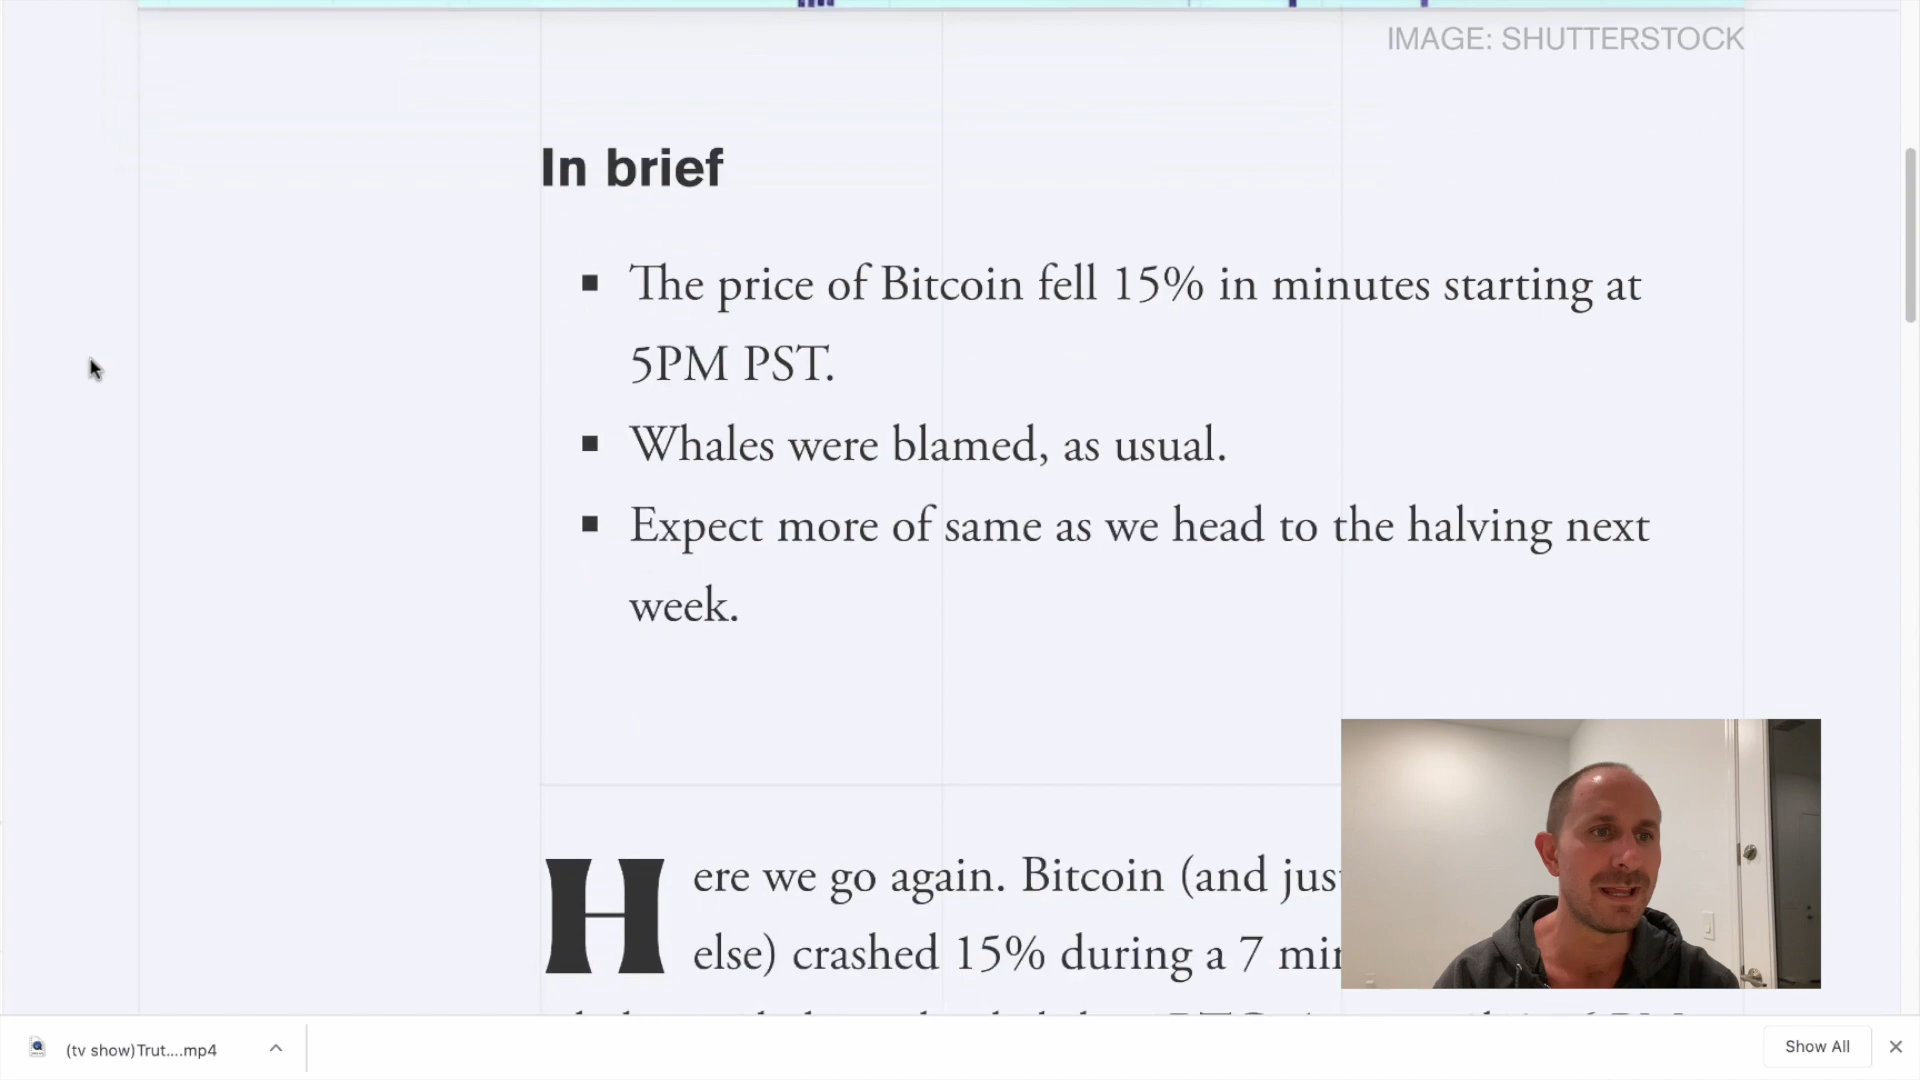 IMAGE: SHUTTERSTOCK
In brief
▪ The price of Bitcoin fell 15% in minutes starting at
5PM PST.
▪ Whales were blamed, as usual.
▪ Expect more of same as we head to the halving next
week.
Here we go again. Bitcoin (and
else) crashed 15% during a 7
(tv show)Trut....mp4
Show All